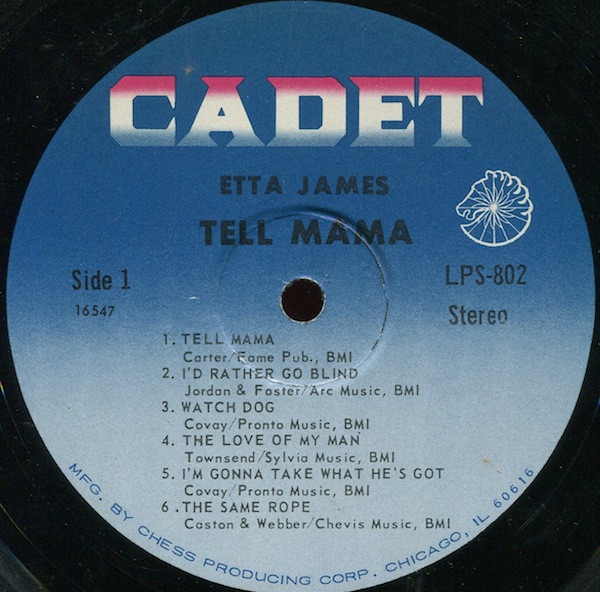 CADET
ETTA JAMES
TELL MAMA
Side 1
16547
LPS-802
Stereo
1. TELL MAMA
Carter/Fame Pub., BMI
2. I'D RATHER GO BLIND
Jordan & Foster/Arc Music, BMI
3. WATCH DOG
Covay/Pronto Music, BMI
4. THE LOVE OF MY MAN
Townsend/Sylvia Music, BMI
5. I'M GONNA TAKE WHAT HE'S GOT
Covay/Pronto Music, BMI
6. THE SAME ROPE
Caston & Webber/Chevis Music, BMI
MFG. BY CHESS PRODUCING CORP. CHICAGO, IL 60616